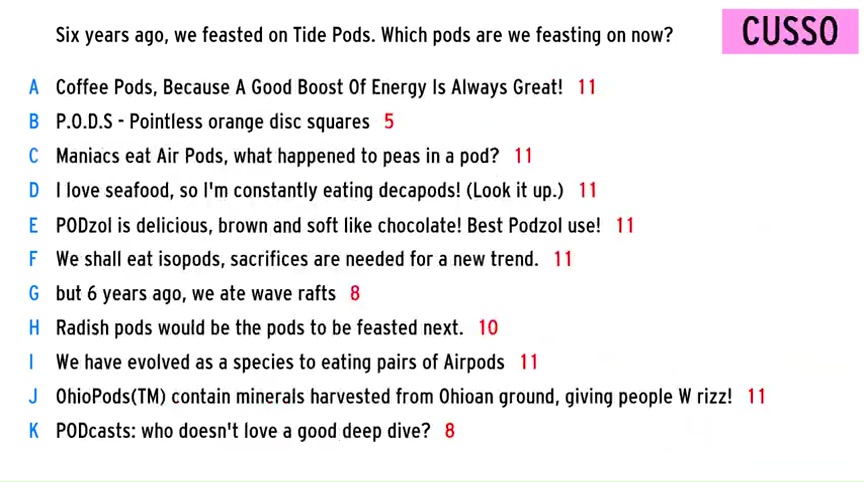 Six years ago, we feasted on Tide Pods. Which pods are we feasting on now?
CUSSO
A Coffee Pods, Because A Good Boost Of Energy Is Always Great! 11
B P.O.D.S - Pointless orange disc squares 5
C Maniacs eat Air Pods, what happened to peas in a pod? 11
D I love seafood, so I'm constantly eating decapods! (Look it up.) 11
E PODzol is delicious, brown and soft like chocolate! Best Podzol use! 11
F We shall eat isopods, sacrifices are needed for a new trend. 11
G but 6 years ago, we ate wave rafts 8
H Radish pods would be the pods to be feasted next. 10
I We have evolved as a species to eating pairs of Airpods 11
J OhioPods(TM) contain minerals harvested from Ohioan ground, giving people W rizz! 11
K PODcasts: who doesn't love a good deep dive? 8